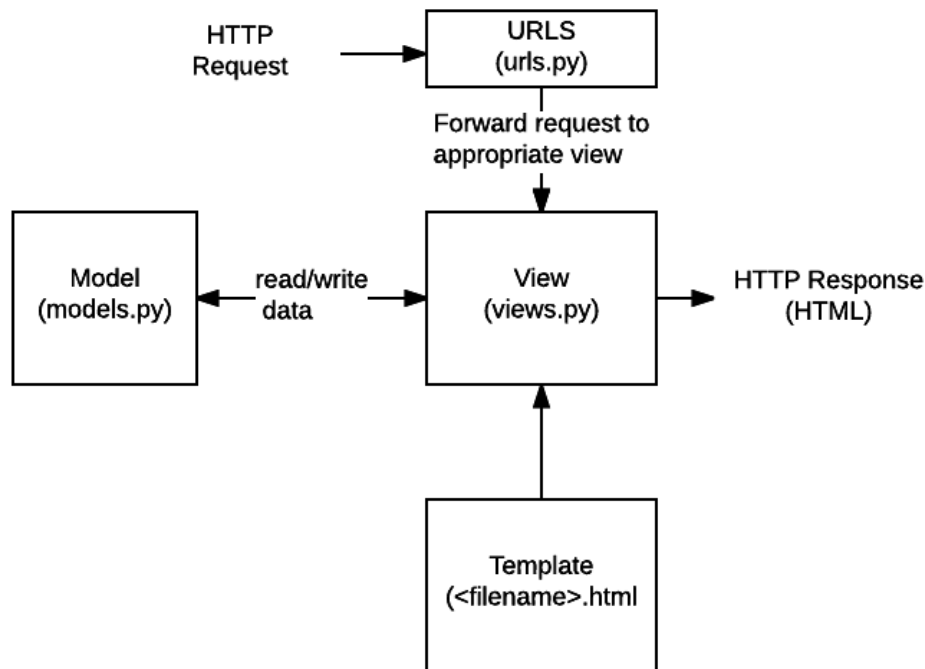 HTTP
Request
URLS
(urls.py)
Forward request to
appropriate view
Model
(models.py)
read/write
data
View
(views.py)
HTTP Response
(HTML)
Template
(<filename>.html